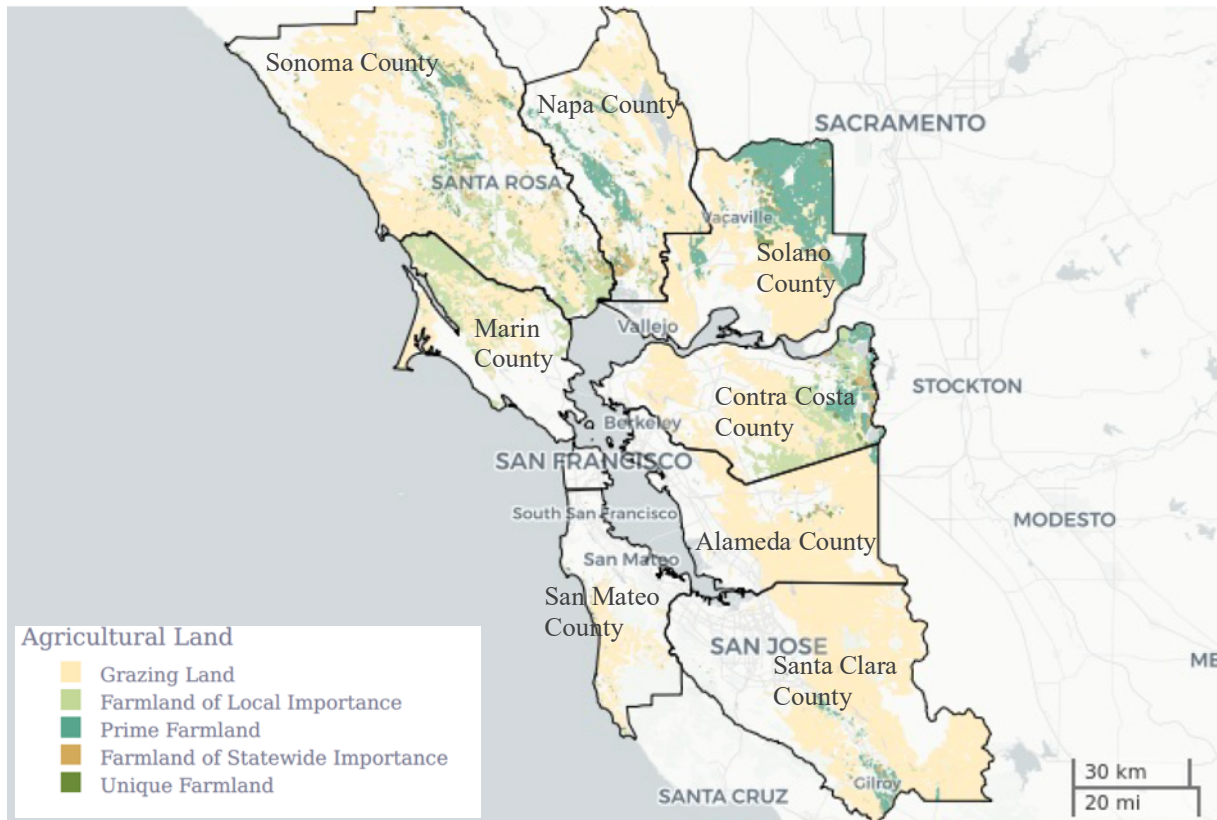 Sonoma County
Napa County
SACRAMENTO
SANTA ROSA
Vacaville
Solano
County
Marin
County
Vallejo
Contra Costa
County
STOCKTON
Berkeley
SAN FRANCISCO
South San Francisco
MODESTO
Alameda County
San Mateo
San Mateo
County
SAN JOSE
Santa Clara
County
ME
Gilroy
SANTA CRUZ
Agricultural Land
Grazing Land
Farmland of Local Importance
Prime Farmland
Farmland of Statewide Importance
Unique Farmland
30 km
20 mi